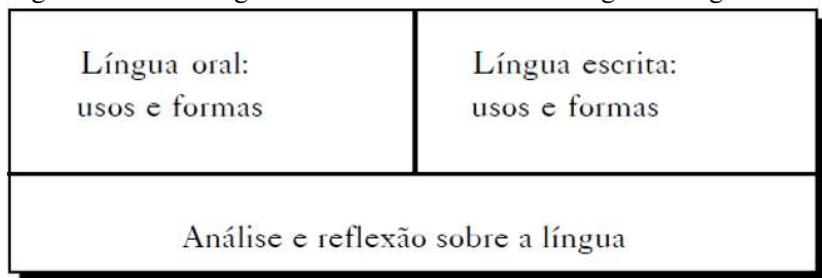 Língua oral:
usos e formas
Língua escrita:
usos e formas
Análise e reflexão sobre a língua